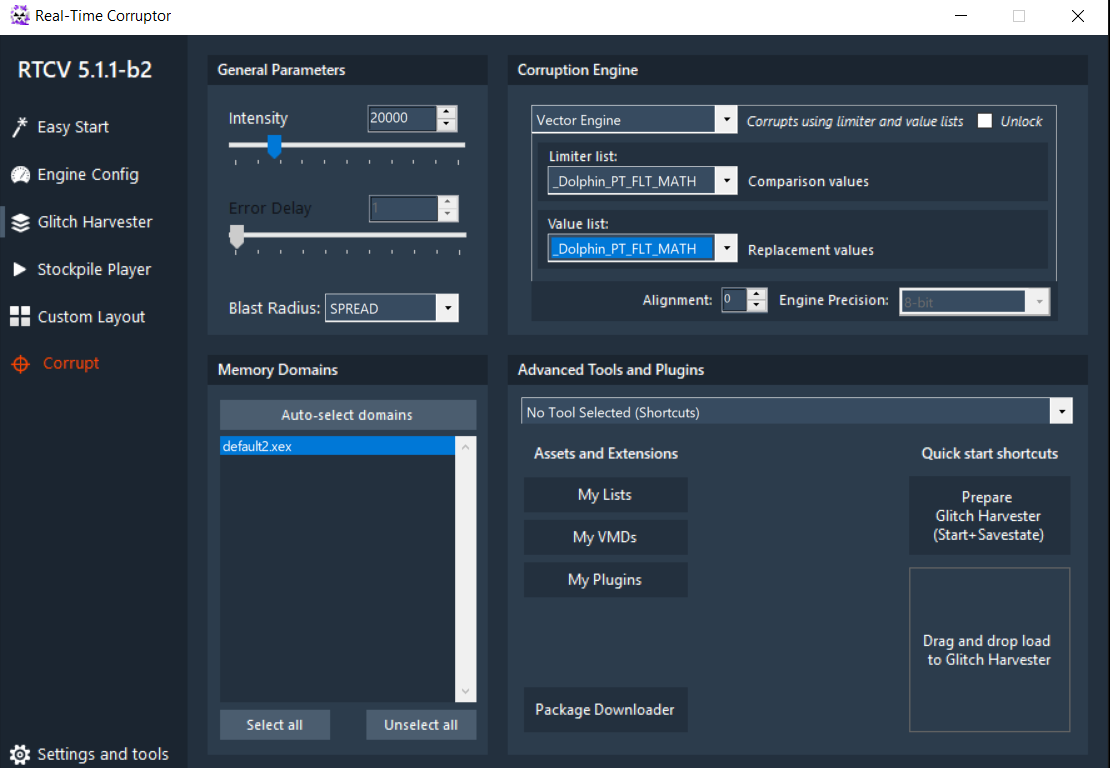 Real-Time Corruptor
RTCV 5.1.1-b2
Easy Start
Engine Config
Glitch Harvester
Stockpile Player
Custom Layout
Corrupt
Settings and tools
General Parameters
Intensity 20000
Error Delay 1
Blast Radius: SPREAD
Corruption Engine
Vector Engine Corrupts using limiter and value lists Unlock
Limiter list:
_Dolphin_PT_FLT_MATH Comparison values
Value list:
_Dolphin_PT_FLT_MATH Replacement values
Alignment: 0 Engine Precision: 8-bit
Memory Domains
Auto-select domains
default2.xex
Select all Unselect all
Advanced Tools and Plugins
No Tool Selected (Shortcuts)
Assets and Extensions
My Lists
My VMDs
My Plugins
Package Downloader
Quick start shortcuts
Prepare
Glitch Harvester
(Start+Savestate)
Drag and drop load
to Glitch Harvester